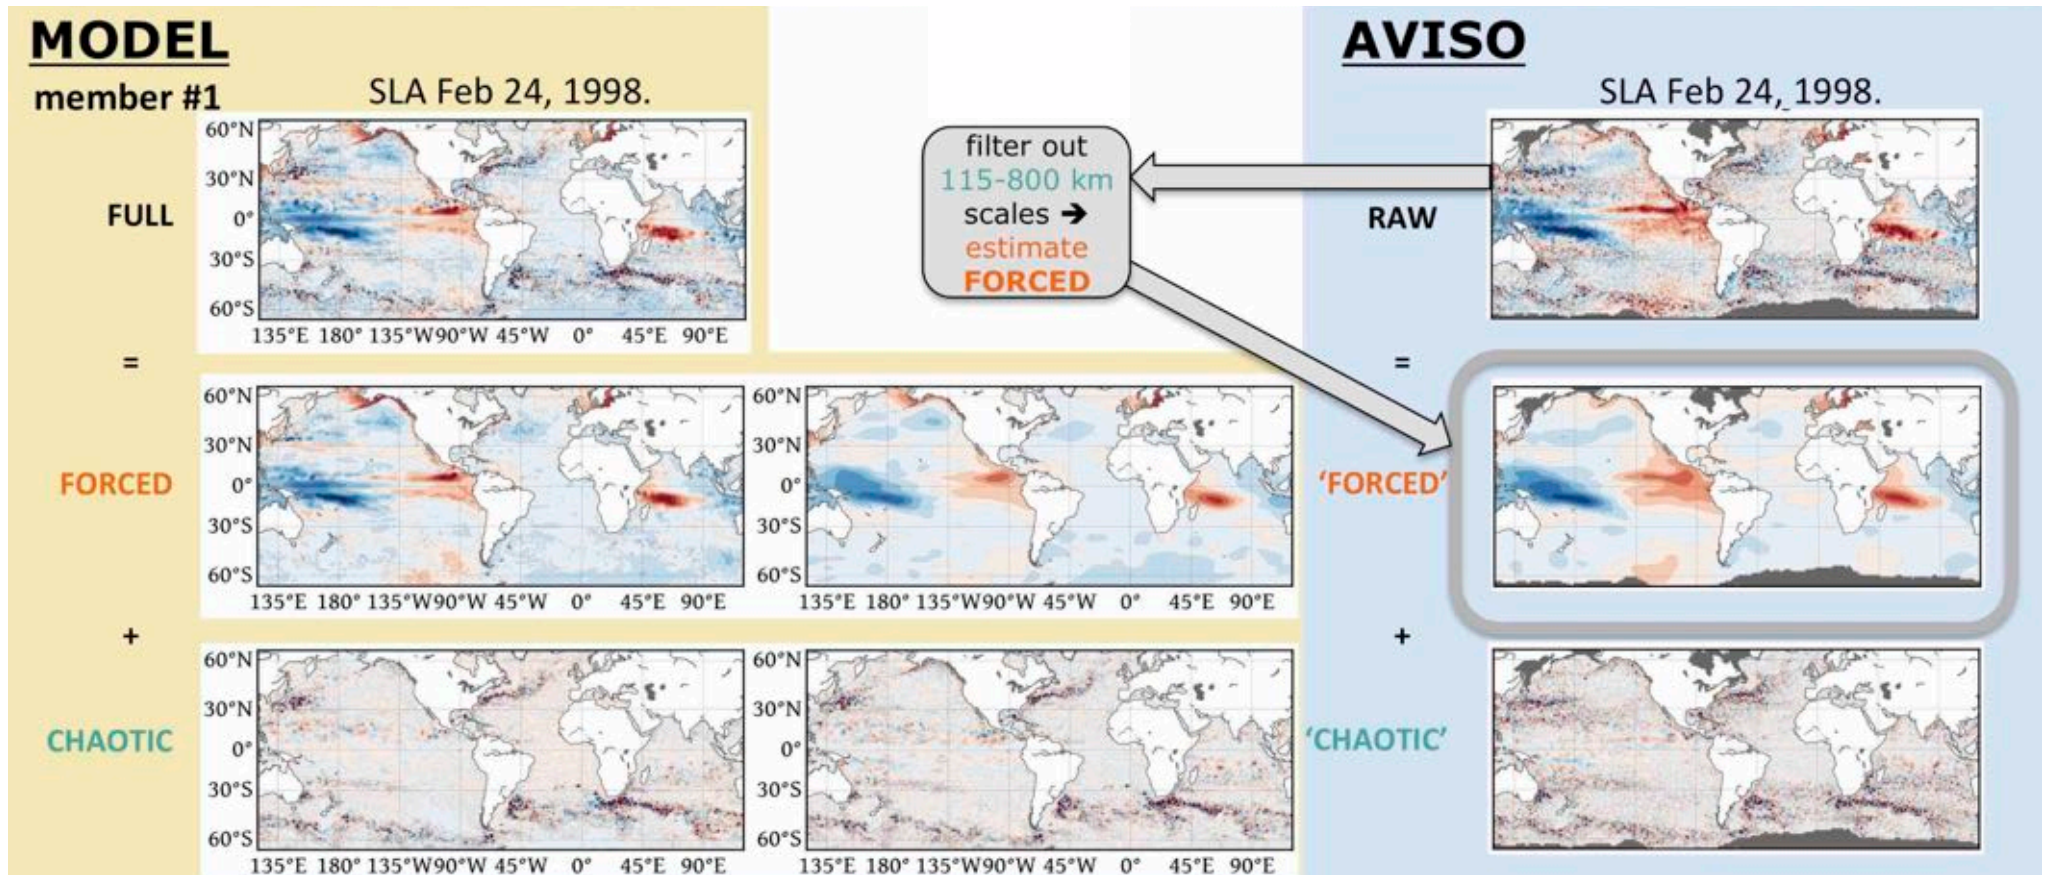 MODEL
member #1
SLA Feb 24, 1998.
FULL
60°N
30°N
0°
30°S
60°S
135°E 180° 135°W90°W 45°W 0° 45°E 90°E
filter out
115-800 km
scales ➔
estimate
FORCED
AVISO
SLA Feb 24, 1998.
RAW
=
=
FORCED
60°N
30°N
0°
30°S
60°S
135°E 180° 135°W90°W 45°W 0° 45°E 90°E
60°N
30°N
0°
30°S
60°S
135°E 180° 135°W90°W 45°W 0° 45°E 90°E
‘FORCED’
+
+
CHAOTIC
60°N
30°N
0°
30°S
60°S
135°E 180° 135°W90°W 45°W 0° 45°E 90°E
60°N
30°N
0°
30°S
60°S
135°E 180° 135°W90°W 45°W 0° 45°E 90°E
‘CHAOTIC’